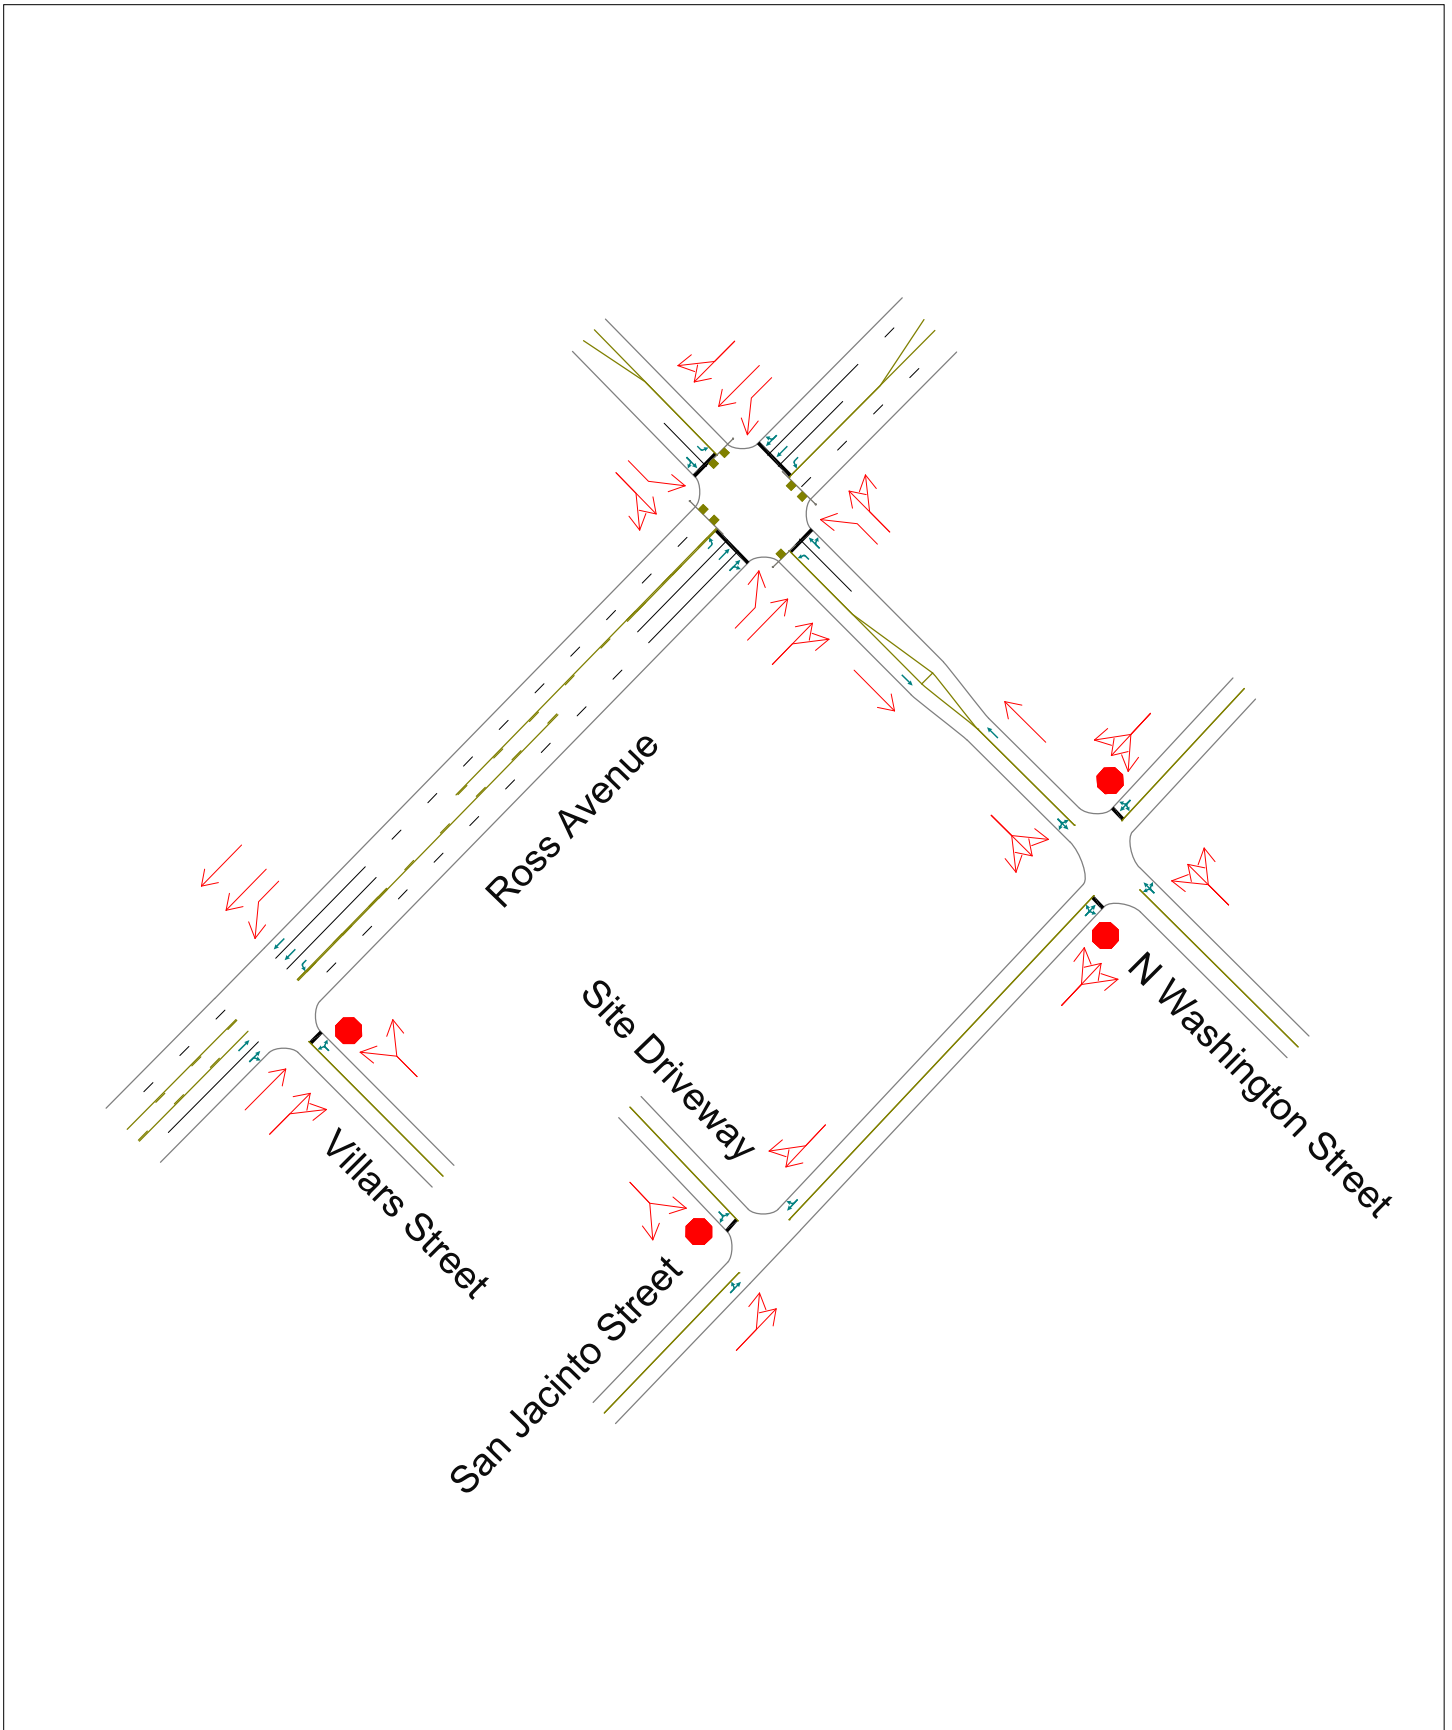 Ross Avenue
N Washington Street
Site Driveway
Villars Street
San Jacinto Street